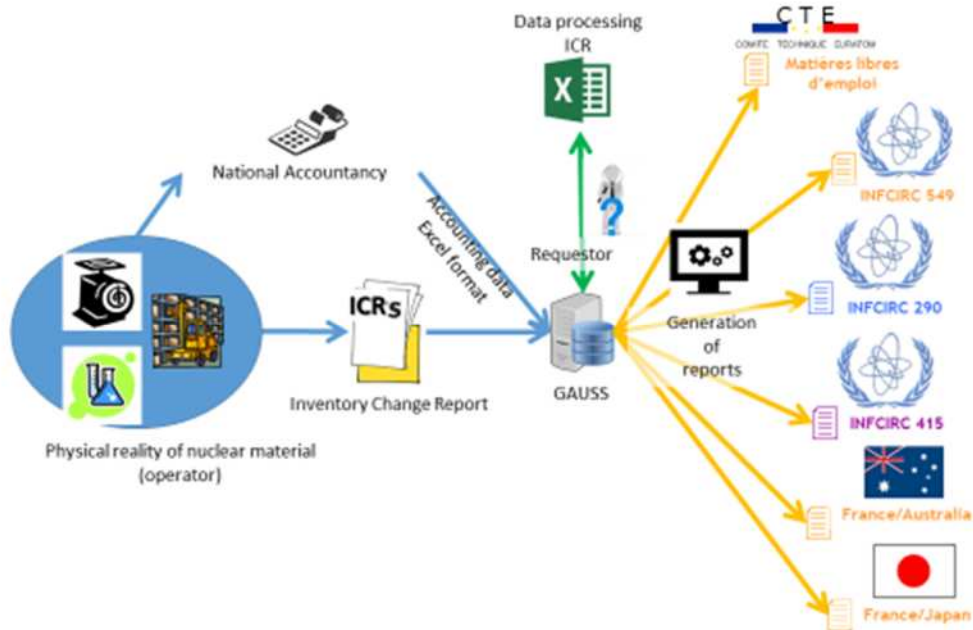 Data processing
ICR
X
CTE
COMITE TECHNIQUE EURATOM
Matières libres
d'emploi
National Accountancy
INFCIRC 549
Accounting data
Excel format
Requestor
?
ICRs
INFCIRC 290
Generation
of
reports
GAUSS
Inventory Change Report
INFCIRC 415
Physical reality of nuclear material
(operator)
France/Australia
France/Japan